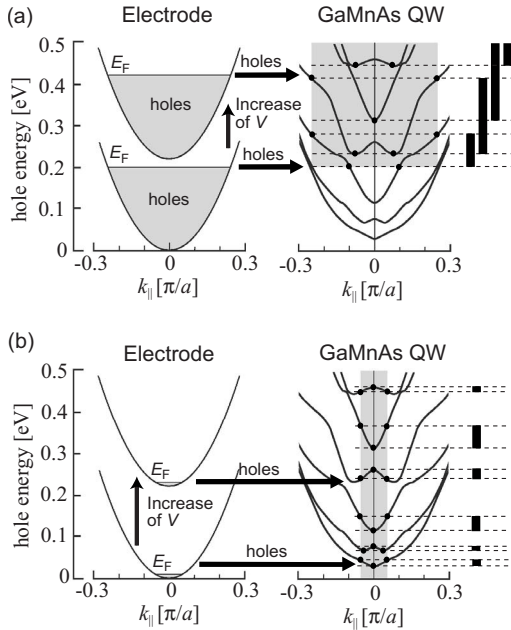 (a)
Electrode
GaMnAs QW
0.5
0.4
0.3
0.2
0.1
0
hole energy [eV]
E_F
holes
holes
Increase
of V
E_F
holes
holes
-0.3
0
0.3
-0.3
0
0.3
k_|| [π/a]
k_|| [π/a]
(b)
Electrode
GaMnAs QW
0.5
0.4
0.3
0.2
0.1
0
hole energy [eV]
E_F
holes
Increase
of V
E_F
holes
-0.3
0
0.3
-0.3
0
0.3
k_|| [π/a]
k_|| [π/a]